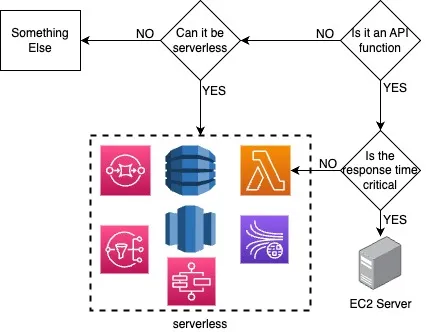 Something
Else
NO
Can it be
serverless
NO
Is it an API
function
YES
YES
NO
Is the
response time
critical
YES
EC2 Server
serverless